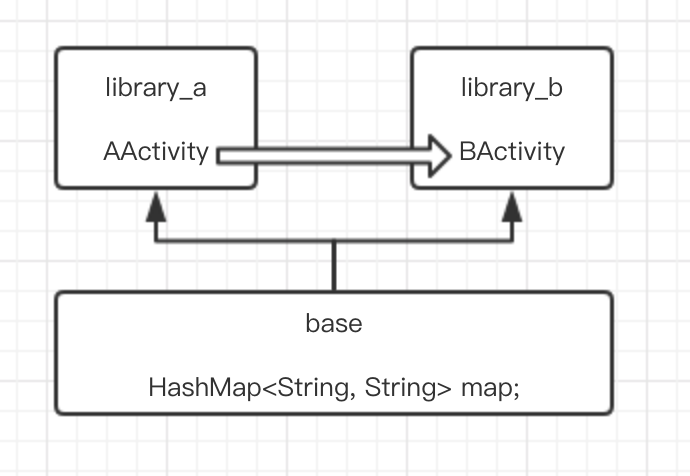 library_a
AActivity
library_b
BActivity
base
HashMap<String, String> map;